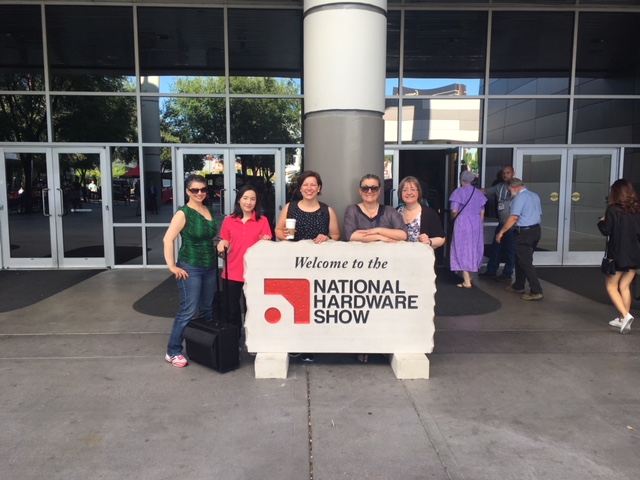 Welcome to the
NATIONAL
HARDWARE
SHOW